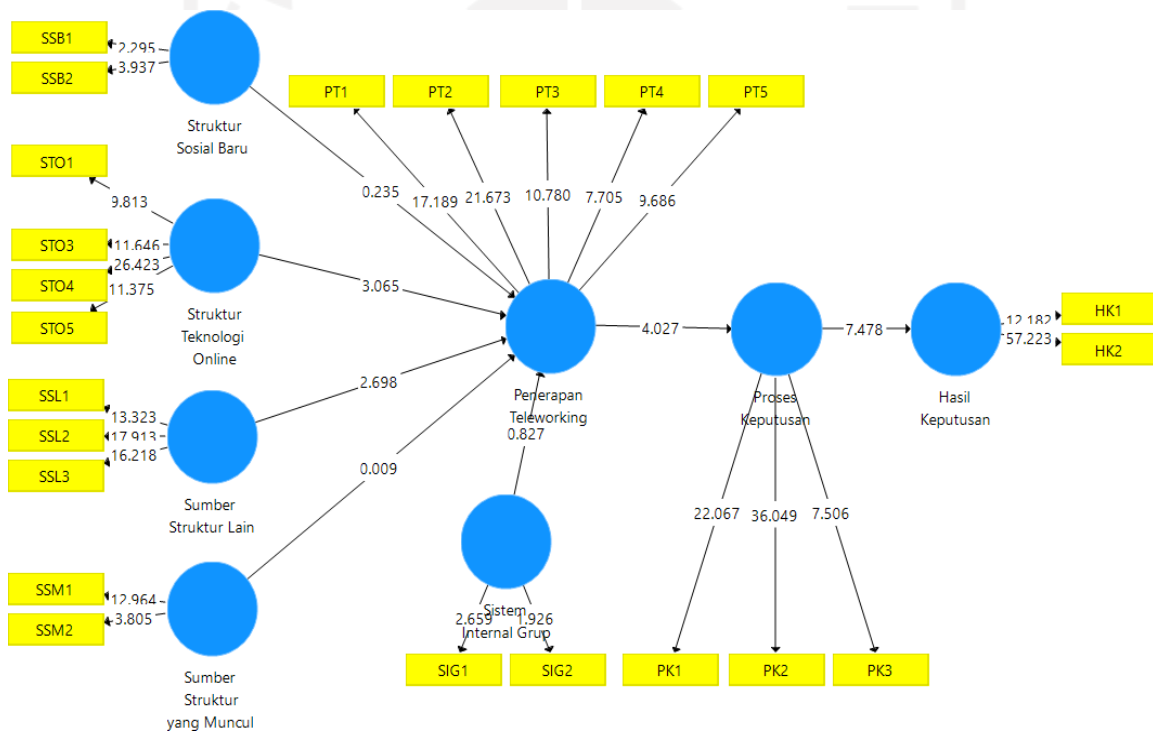 SSB1
2.295
SSB2
3.937
Struktur
Sosial Baru
PT1
PT2
PT3
PT4
PT5
17.189
21.673
10.780
7.705
9.686
0.235
STO1
9.813
STO3
11.646
STO4
26.423
STO5
11.375
Struktur
Teknologi
Online
3.065
SSL1
13.323
SSL2
17.913
SSL3
16.218
Sumber
Struktur Lain
2.698
SSM1
12.964
SSM2
3.805
Sumber
Struktur
yang Muncul
0.009
Penerapan
Teleworking
0.827
Sistem
Internal Grup
2.659
1.926
SIG1
SIG2
4.027
Proses
Keputusan
22.067
36.049
7.506
PK1
PK2
PK3
7.478
Hasil
Keputusan
12.182
57.223
HK1
HK2